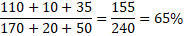 (110 + 10 + 35) / (170 + 20 + 50) = 155 / 240 = 65%